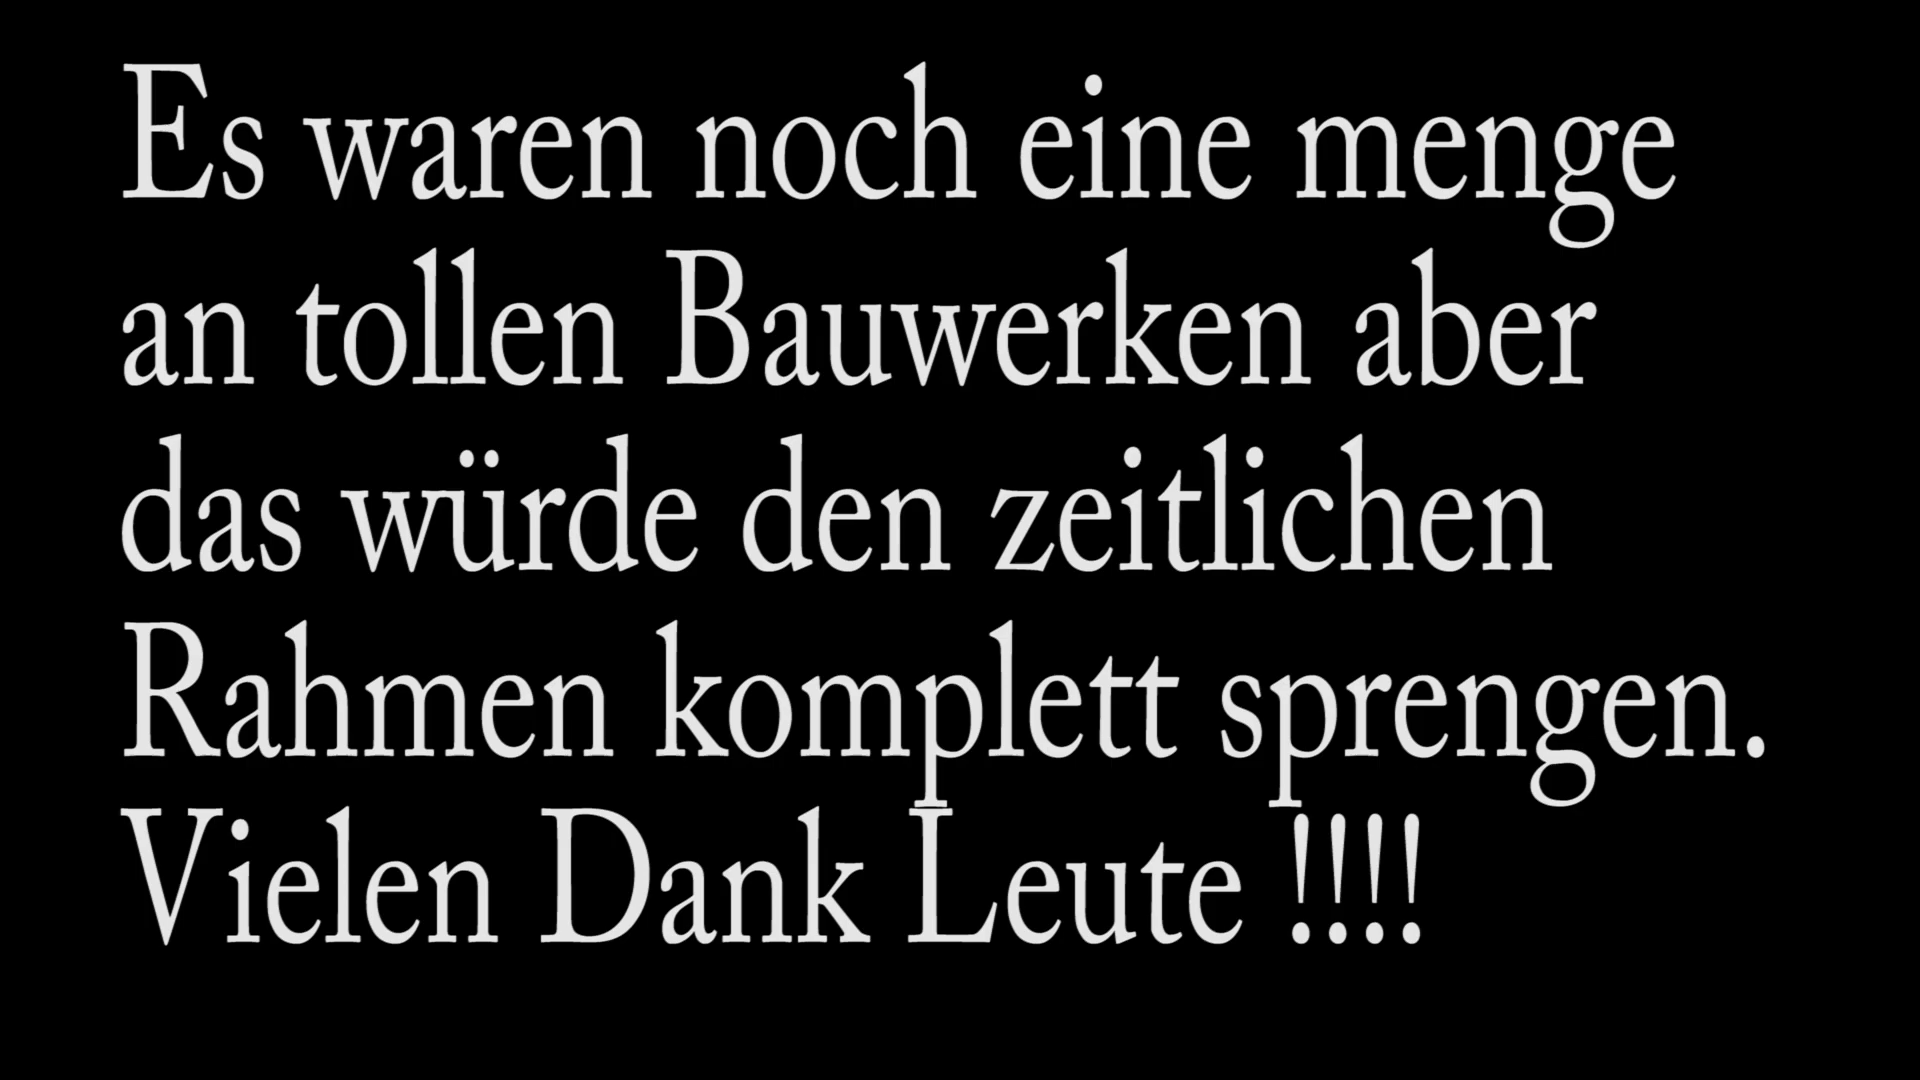 Es waren noch eine menge
an tollen Bauwerken aber
das würde den zeitlichen
Rahmen komplett sprengen.
Vielen Dank Leute !!!!